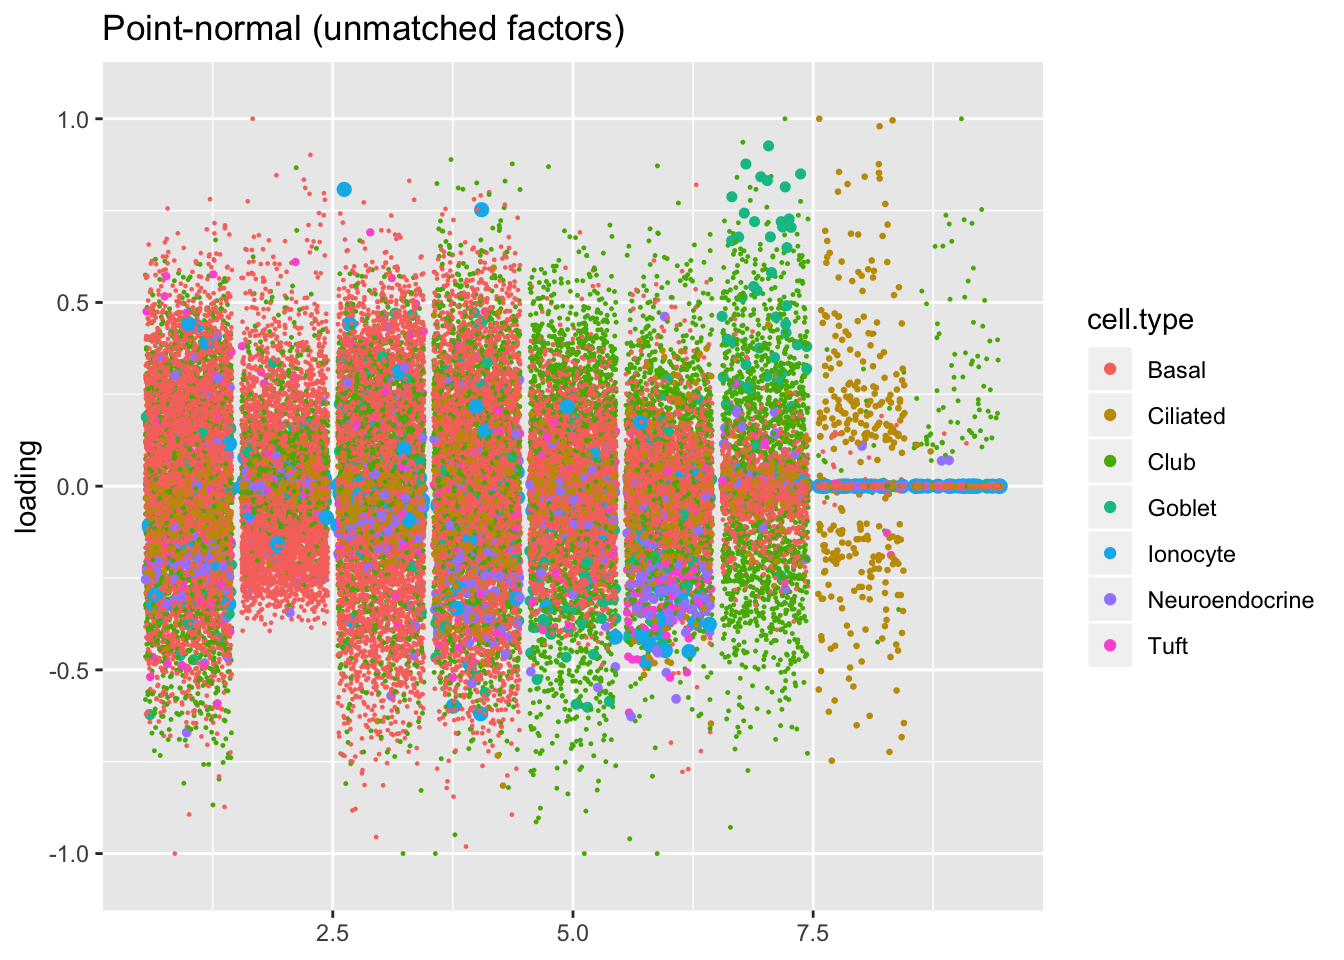 Point-normal (unmatched factors)
1.0
0.5
0.0
-0.5
-1.0
loading
2.5
5.0
7.5
cell.type
Basal
Ciliated
Club
Goblet
Ionocyte
Neuroendocrine
Tuft